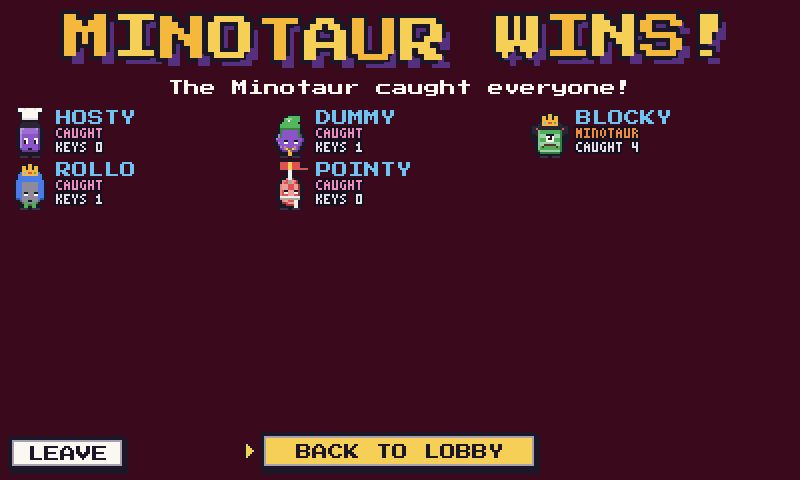 MINOTAUR WINS!
The Minotaur caught everyone!
HOSTY
CAUGHT
KEYS 0
DUMMY
CAUGHT
KEYS 1
BLOCKY
MINOTAUR
CAUGHT 4
ROLLO
CAUGHT
KEYS 1
POINTY
CAUGHT
KEYS 0
LEAVE
BACK TO LOBBY